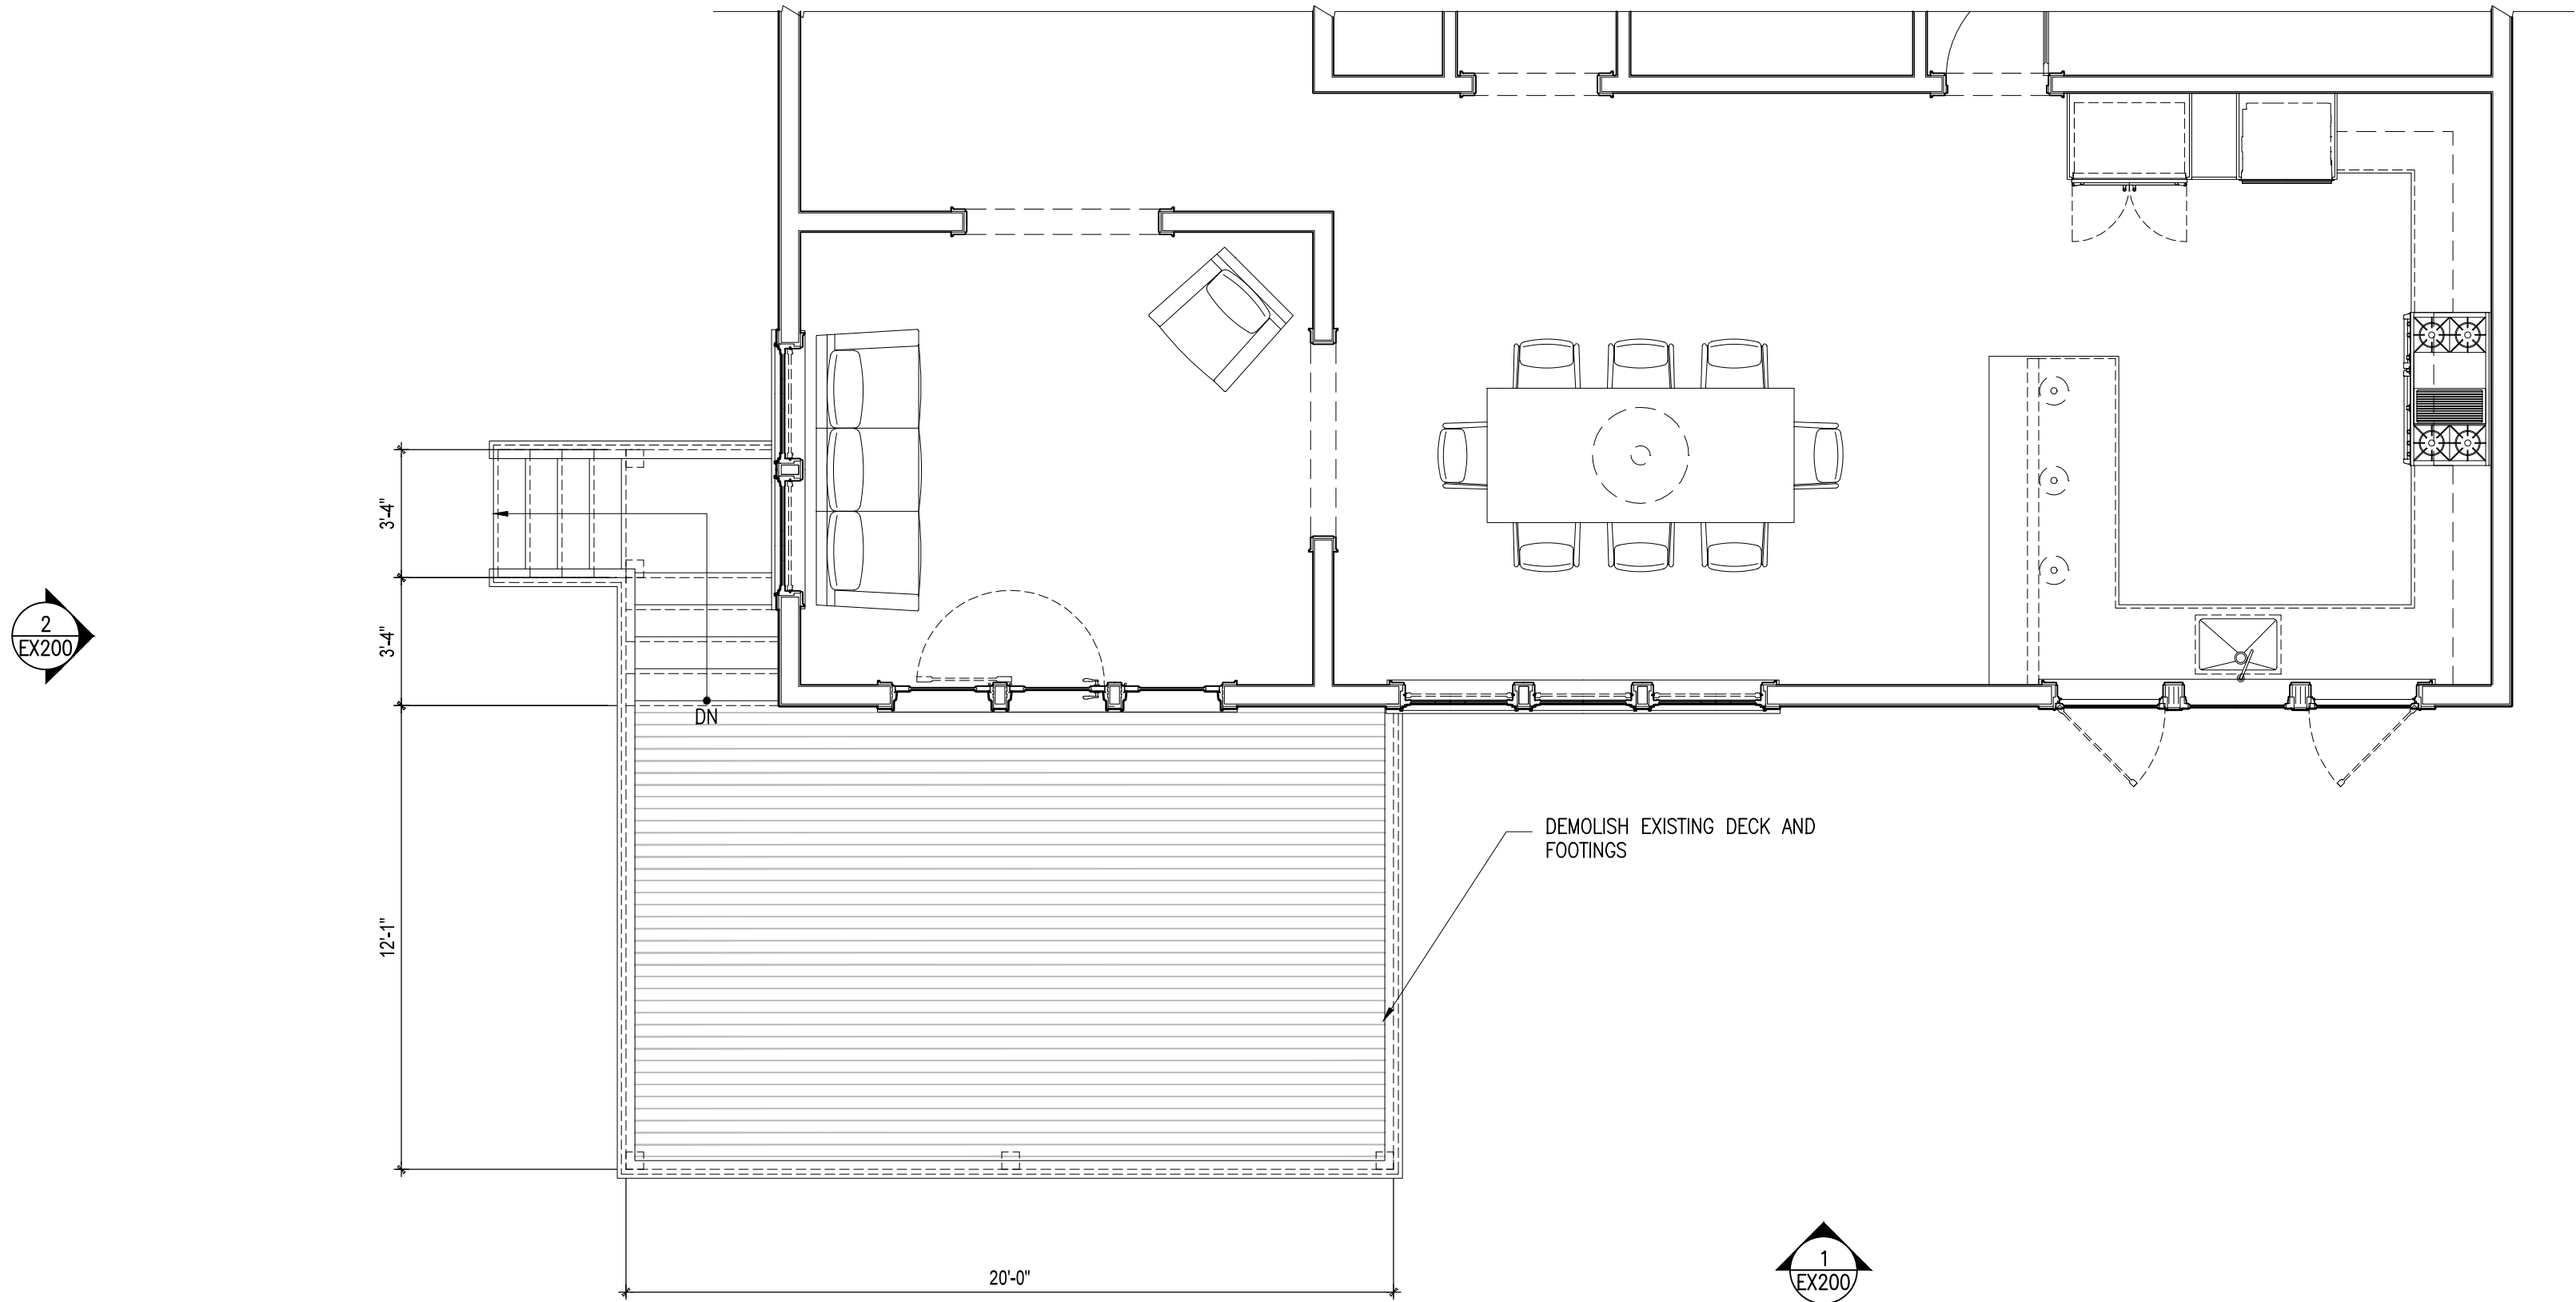 3'-4"
2
EX200
3'-4"
DN
DEMOLISH EXISTING DECK AND
FOOTINGS
12'-1"
20'-0"
1
EX200